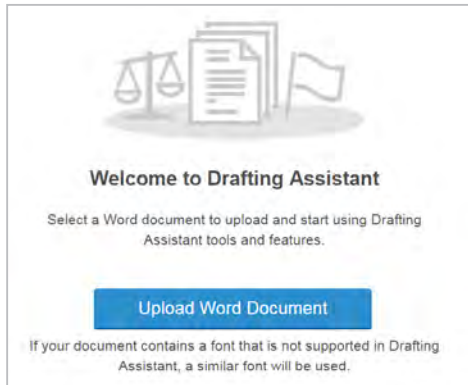 Welcome to Drafting Assistant
Select a Word document to upload and start using Drafting
Assistant tools and features.
Upload Word Document
If your document contains a font that is not supported in Drafting
Assistant, a similar font will be used.